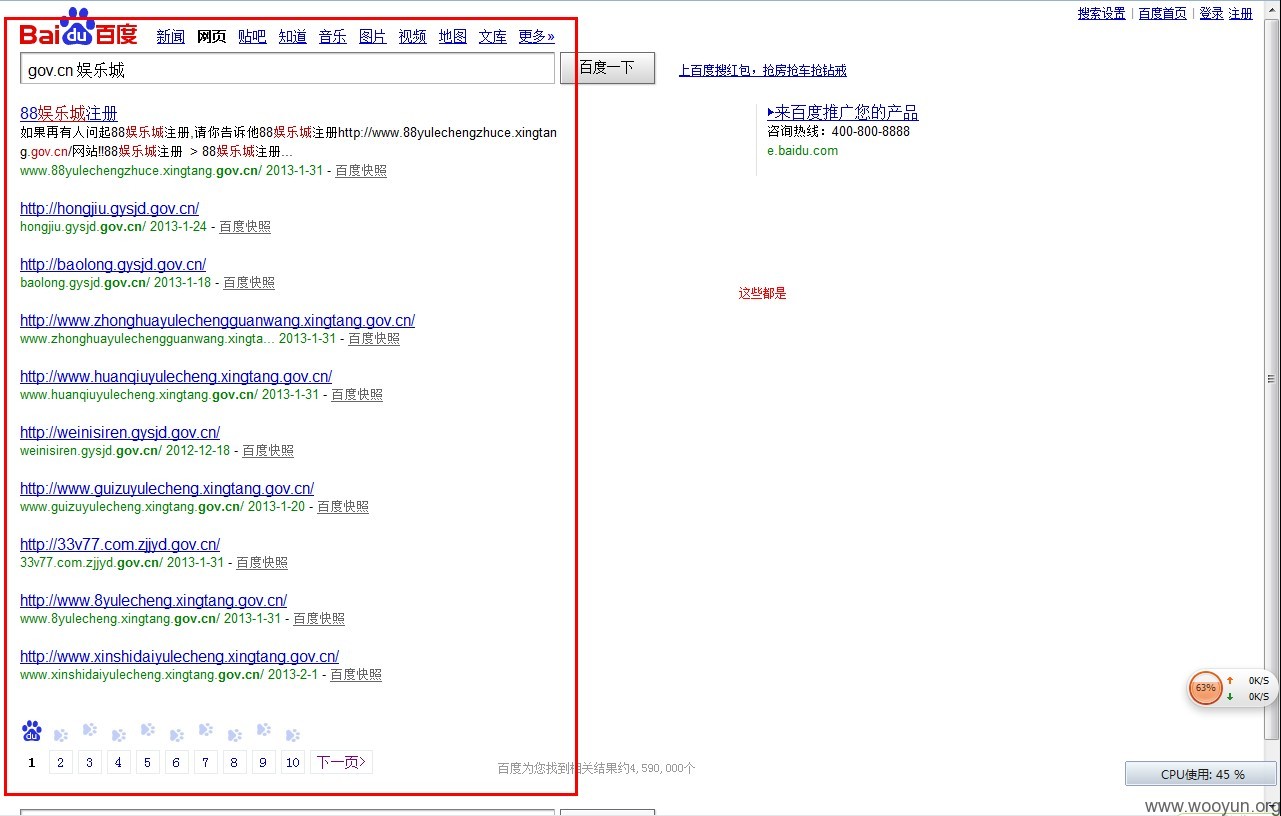 搜索设置 | 百度首页 | 登录 注册
Baidu百度 新闻 网页 贴吧 知道 音乐 图片 视频 地图 文库 更多»
gov.cn 娱乐城 百度一下 上百度搜红包，抢房抢车抢钻戒
88娱乐城注册
如果再有人问起88娱乐城注册,请你告诉他88娱乐城注册http://www.88yulechengzhuce.xingtan
g.gov.cn/网站!!88娱乐城注册 > 88娱乐城注册...
www.88yulechengzhuce.xingtang.gov.cn/ 2013-1-31 - 百度快照
来百度推广您的产品
咨询热线：400-800-8888
e.baidu.com
http://hongjiu.gysjd.gov.cn/
hongjiu.gysjd.gov.cn/ 2013-1-24 - 百度快照
http://baolong.gysjd.gov.cn/
baolong.gysjd.gov.cn/ 2013-1-18 - 百度快照
这些都是
http://www.zhonghuayulechengguanwang.xingtang.gov.cn/
www.zhonghuayulechengguanwang.xingta... 2013-1-31 - 百度快照
http://www.huanqiuyulecheng.xingtang.gov.cn/
www.huanqiuyulecheng.xingtang.gov.cn/ 2013-1-31 - 百度快照
http://weinisiren.gysjd.gov.cn/
weinisiren.gysjd.gov.cn/ 2012-12-18 - 百度快照
http://www.guizuyulecheng.xingtang.gov.cn/
www.guizuyulecheng.xingtang.gov.cn/ 2013-1-20 - 百度快照
http://33v77.com.zjjyd.gov.cn/
33v77.com.zjjyd.gov.cn/ 2013-1-31 - 百度快照
http://www.8yulecheng.xingtang.gov.cn/
www.8yulecheng.xingtang.gov.cn/ 2013-1-31 - 百度快照
http://www.xinshidaiyulecheng.xingtang.gov.cn/
www.xinshidaiyulecheng.xingtang.gov.cn/ 2013-2-1 - 百度快照
63% 0K/S
0K/S
du
1 2 3 4 5 6 7 8 9 10 下一页>
百度为您找到相关结果约4,590,000个
CPU使用: 45 %
www.wooyun.org